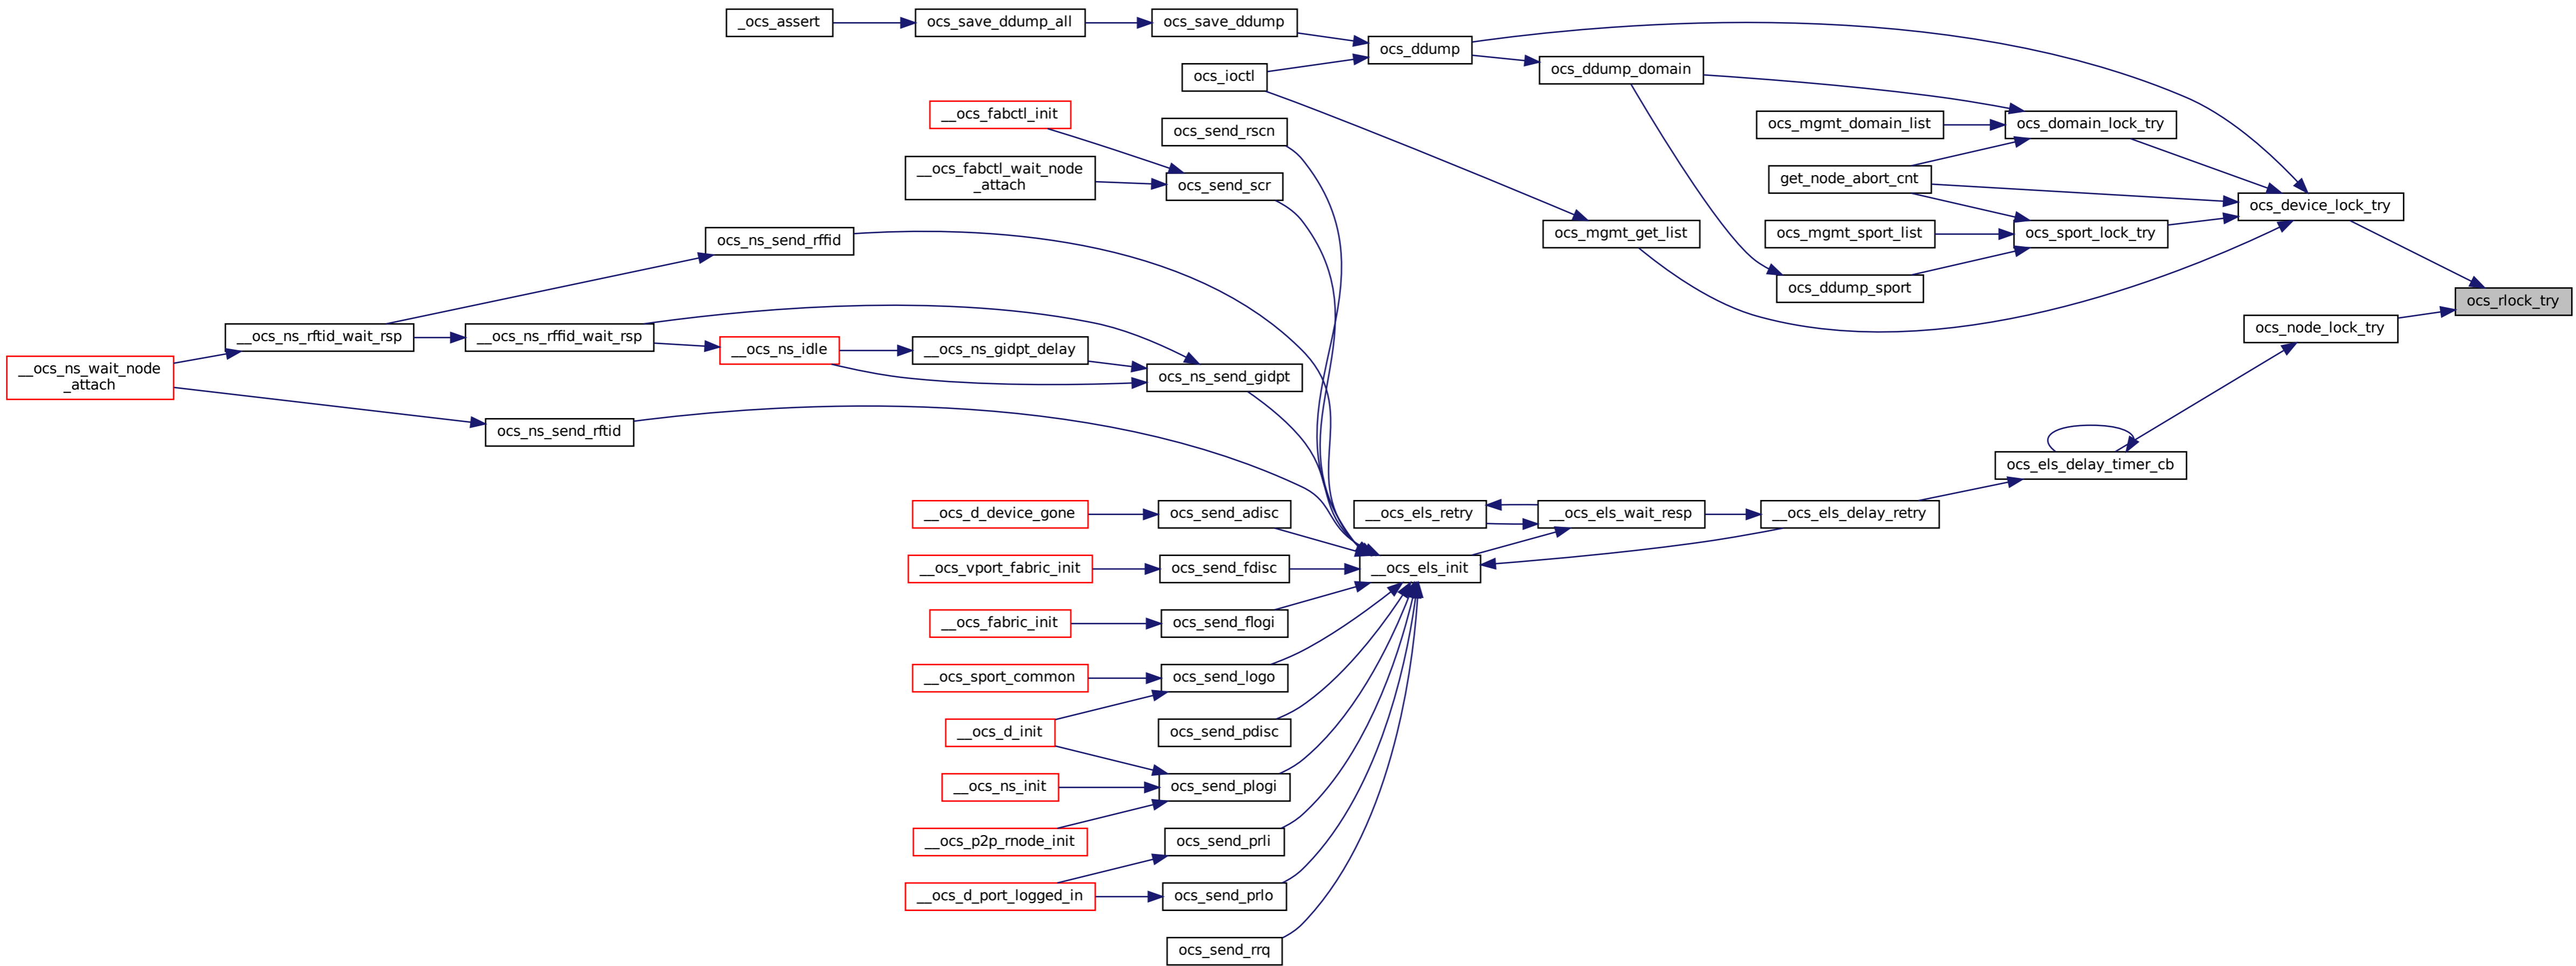 _ocs_assert
ocs_save_ddump_all
ocs_save_ddump
ocs_ddump
ocs_ioctl
ocs_ddump_domain
__ocs_fabctl_init
ocs_send_rscn
ocs_mgmt_domain_list
ocs_domain_lock_try
__ocs_fabctl_wait_node
_attach
ocs_send_scr
get_node_abort_cnt
ocs_device_lock_try
ocs_ns_send_rffid
ocs_mgmt_get_list
ocs_mgmt_sport_list
ocs_sport_lock_try
ocs_ddump_sport
ocs_rlock_try
__ocs_ns_rftid_wait_rsp
__ocs_ns_rffid_wait_rsp
__ocs_ns_idle
__ocs_ns_gidpt_delay
ocs_node_lock_try
__ocs_ns_wait_node
_attach
ocs_ns_send_gidpt
ocs_ns_send_rftid
ocs_els_delay_timer_cb
__ocs_d_device_gone
ocs_send_adisc
__ocs_els_retry
__ocs_els_wait_resp
__ocs_els_delay_retry
__ocs_vport_fabric_init
ocs_send_fdisc
__ocs_els_init
__ocs_fabric_init
ocs_send_flogi
__ocs_sport_common
ocs_send_logo
__ocs_d_init
ocs_send_pdisc
__ocs_ns_init
ocs_send_plogi
__ocs_p2p_rnode_init
ocs_send_prli
__ocs_d_port_logged_in
ocs_send_prlo
ocs_send_rrq